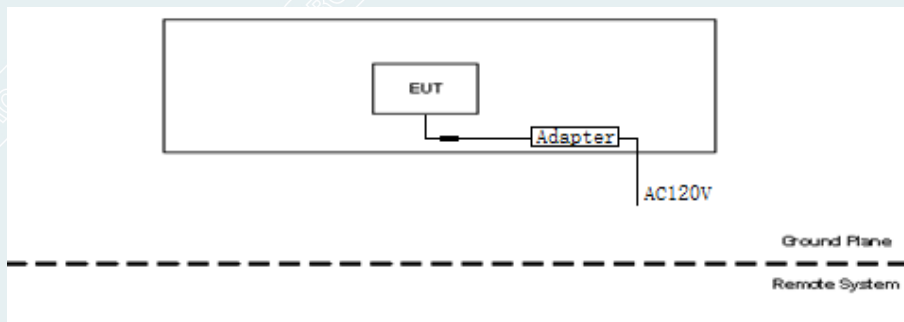 EUT
Adapter
AC120V
Ground Plane
Remote System